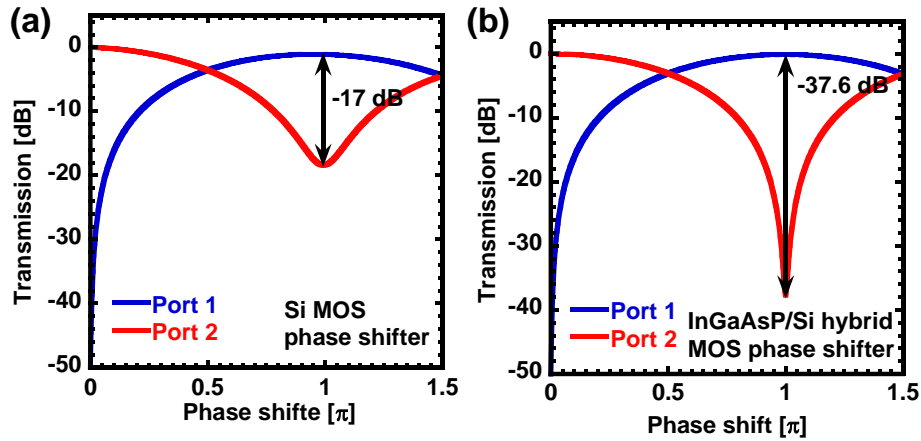 (a)
0
-10
-20
-30
-40
-50
Transmission [dB]
-17 dB
Port 1
Port 2
Si MOS
phase shifter
0
0.5
1
1.5
Phase shifte [π]
(b)
0
-10
-20
-30
-40
-50
Transmission [dB]
-37.6 dB
Port 1
Port 2
InGaAsP/Si hybrid
MOS phase shifter
0
0.5
1
1.5
Phase shift [π]